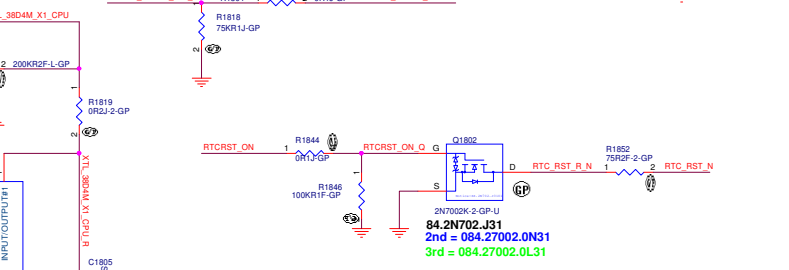 _38D4M_X1_CPU
R1818
75KR1J-GP
2
2 200KR2F-L-GP
1
R1819
0R2J-2-GP
2
RTCRST_ON
1
R1844
0R1J-GP
RTCRST_ON_Q
G
Q1802
S
D
RTC_RST_R_N
1
R1852
75R2F-2-GP
2
RTC_RST_N
1
R1846
100KR1F-GP
GP
2N7002K-2-GP-U
84.2N702.J31
2nd = 084.27002.0N31
3rd = 084.27002.0L31
XTL_38D4M_X1_CPU_R
INPUT/OUTPUT#1
C1805